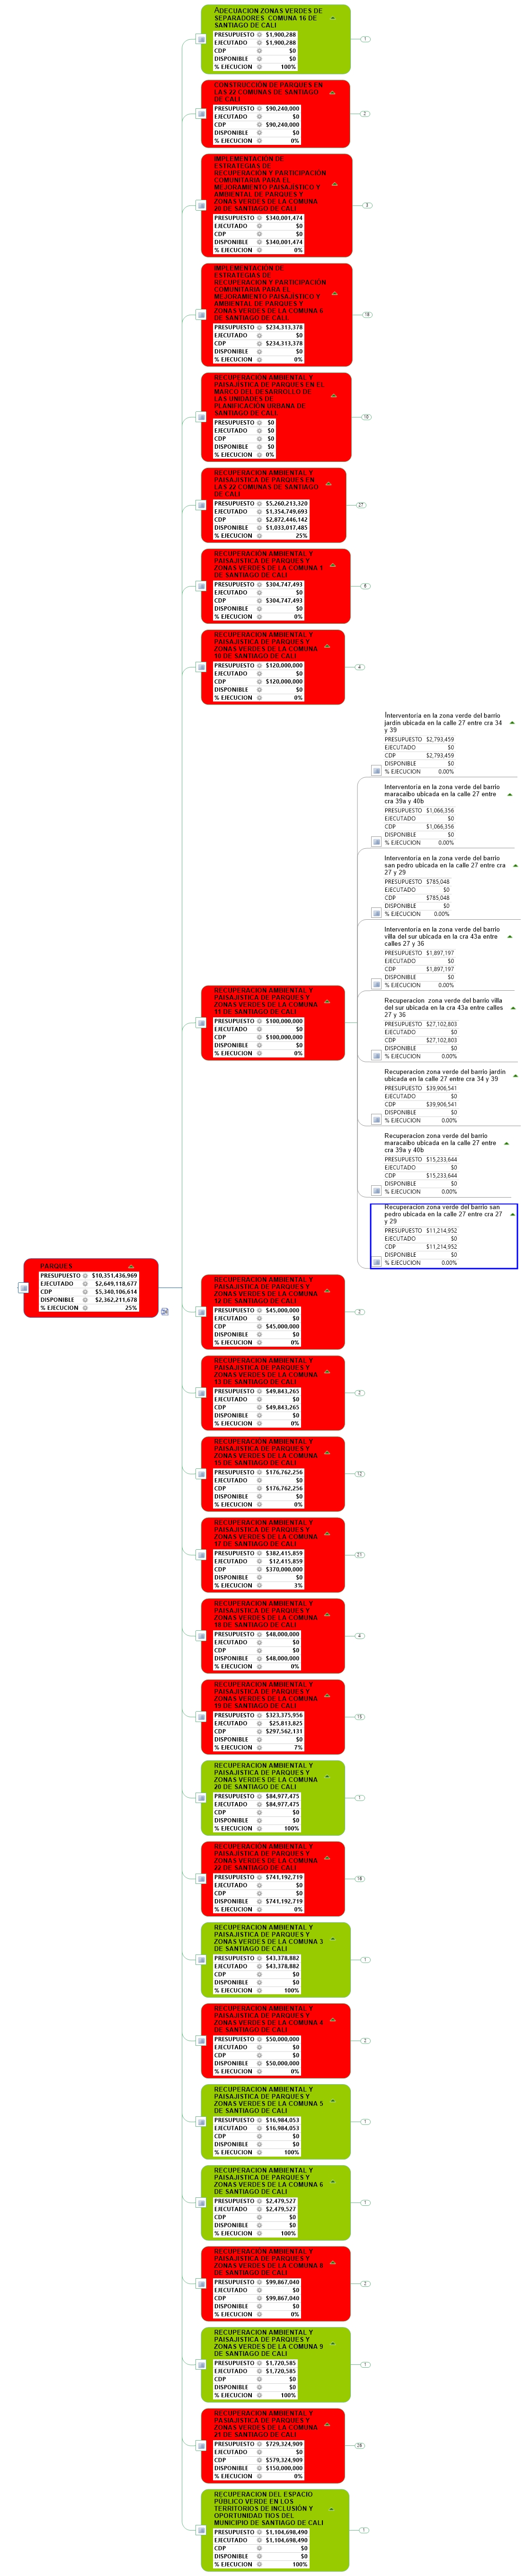 PARQUES
PRESUPUESTO $10,351,436,969
EJECUTADO $2,649,118,677
CDP $5,340,106,614
DISPONIBLE $2,362,211,678
% EJECUCION 25%
ADECUACION ZONAS VERDES DE
SEPARADORES COMUNA 16 DE
SANTIAGO DE CALI
PRESUPUESTO $1,900,288
EJECUTADO $1,900,288
CDP $0
DISPONIBLE $0
% EJECUCION 100%
1
CONSTRUCCIÓN DE PARQUES EN
LAS 22 COMUNAS DE SANTIAGO
DE CALI
PRESUPUESTO $90,240,000
EJECUTADO $0
CDP $90,240,000
DISPONIBLE $0
% EJECUCION 0%
2
IMPLEMENTACIÓN DE
ESTRATEGIAS DE
RECUPERACIÓN Y PARTICIPACIÓN
COMUNITARIA PARA EL
MEJORAMIENTO PAISAJISTICO Y
AMBIENTAL DE PARQUES Y
ZONAS VERDES DE LA COMUNA
20 DE SANTIAGO DE CALI
PRESUPUESTO $340,001,474
EJECUTADO $0
CDP $0
DISPONIBLE $340,001,474
% EJECUCION 0%
3
IMPLEMENTACIÓN DE
ESTRATEGIAS DE
RECUPERACION Y PARTICIPACIÓN
COMUNITARIA PARA EL
MEJORAMIENTO PAISAJISTICO Y
AMBIENTAL DE PARQUES Y
ZONAS VERDES DE LA COMUNA 6
DE SANTIAGO DE CALI
PRESUPUESTO $234,313,378
EJECUTADO $0
CDP $234,313,378
DISPONIBLE $0
% EJECUCION 0%
18
RECUPERACIÓN AMBIENTAL Y
PAISAJISTICA DE PARQUES EN EL
MARCO DEL DESARROLLO DE
LAS UNIDADES DE
PLANIFICACIÓN URBANA DE
SANTIAGO DE CALI
PRESUPUESTO $0
EJECUTADO $0
CDP $0
DISPONIBLE $0
% EJECUCION 0%
10
RECUPERACION AMBIENTAL Y
PAISAJISTICA DE PARQUES EN
LAS 22 COMUNAS DE SANTIAGO
DE CALI
PRESUPUESTO $5,260,213,320
EJECUTADO $1,354,749,693
CDP $2,872,446,142
DISPONIBLE $1,033,017,485
% EJECUCION 25%
27
RECUPERACION AMBIENTAL Y
PAISAJISTICA DE PARQUES Y
ZONAS VERDES DE LA COMUNA 1
DE SANTIAGO DE CALI
PRESUPUESTO $304,747,493
EJECUTADO $0
CDP $304,747,493
DISPONIBLE $0
% EJECUCION 0%
6
RECUPERACION AMBIENTAL Y
PAISAJISTICA DE PARQUES Y
ZONAS VERDES DE LA COMUNA
10 DE SANTIAGO DE CALI
PRESUPUESTO $120,000,000
EJECUTADO $0
CDP $120,000,000
DISPONIBLE $0
% EJECUCION 0%
4
RECUPERACION AMBIENTAL Y
PAISAJISTICA DE PARQUES Y
ZONAS VERDES DE LA COMUNA
11 DE SANTIAGO DE CALI
PRESUPUESTO $100,000,000
EJECUTADO $0
CDP $100,000,000
DISPONIBLE $0
% EJECUCION 0%
Interventoria en la zona verde del barrio
jardin ubicada en la calle 27 entre cra 34
y 39
PRESUPUESTO $2,793,459
EJECUTADO $0
CDP $2,793,459
DISPONIBLE $0
% EJECUCION 0.00%
Interventoria en la zona verde del barrio
maracaibo ubicada en la calle 27 entre
cra 39a y 40b
PRESUPUESTO $1,066,356
EJECUTADO $0
CDP $1,066,356
DISPONIBLE $0
% EJECUCION 0.00%
Interventoria en la zona verde del barrio
san pedro ubicada en la calle 27 entre cra
27 y 29
PRESUPUESTO $785,048
EJECUTADO $0
CDP $785,048
DISPONIBLE $0
% EJECUCION 0.00%
Interventoria en la zona verde del barrio
villa del sur ubicada en la cra 43a entre
calles 27 y 36
PRESUPUESTO $1,897,197
EJECUTADO $0
CDP $1,897,197
DISPONIBLE $0
% EJECUCION 0.00%
Recuperacion zona verde del barrio villa
del sur ubicada en la cra 43a entre calles
27 y 36
PRESUPUESTO $27,102,803
EJECUTADO $0
CDP $27,102,803
DISPONIBLE $0
% EJECUCION 0.00%
Recuperacion zona verde del barrio jardin
ubicada en la calle 27 entre cra 34 y 39
PRESUPUESTO $39,906,541
EJECUTADO $0
CDP $39,906,541
DISPONIBLE $0
% EJECUCION 0.00%
Recuperacion zona verde del barrio
maracaibo ubicada en la calle 27 entre
cra 39a y 40b
PRESUPUESTO $15,233,644
EJECUTADO $0
CDP $15,233,644
DISPONIBLE $0
% EJECUCION 0.00%
Recuperacion zona verde del barrio san
pedro ubicada en la calle 27 entre cra 27
y 29
PRESUPUESTO $11,214,952
EJECUTADO $0
CDP $11,214,952
DISPONIBLE $0
% EJECUCION 0.00%
RECUPERACION AMBIENTAL Y
PAISAJISTICA DE PARQUES Y
ZONAS VERDES DE LA COMUNA
12 DE SANTIAGO DE CALI
PRESUPUESTO $45,000,000
EJECUTADO $0
CDP $45,000,000
DISPONIBLE $0
% EJECUCION 0%
2
RECUPERACION AMBIENTAL Y
PAISAJISTICA DE PARQUES Y
ZONAS VERDES DE LA COMUNA
13 DE SANTIAGO DE CALI
PRESUPUESTO $49,843,265
EJECUTADO $0
CDP $49,843,265
DISPONIBLE $0
% EJECUCION 0%
2
RECUPERACION AMBIENTAL Y
PAISAJISTICA DE PARQUES Y
ZONAS VERDES DE LA COMUNA
15 DE SANTIAGO DE CALI
PRESUPUESTO $176,762,256
EJECUTADO $0
CDP $176,762,256
DISPONIBLE $0
% EJECUCION 0%
12
RECUPERACION AMBIENTAL Y
PAISAJISTICA DE PARQUES Y
ZONAS VERDES DE LA COMUNA
17 DE SANTIAGO DE CALI
PRESUPUESTO $382,415,859
EJECUTADO $12,415,859
CDP $370,000,000
DISPONIBLE $0
% EJECUCION 3%
21
RECUPERACION AMBIENTAL Y
PAISAJISTICA DE PARQUES Y
ZONAS VERDES DE LA COMUNA
18 DE SANTIAGO DE CALI
PRESUPUESTO $48,000,000
EJECUTADO $0
CDP $0
DISPONIBLE $48,000,000
% EJECUCION 0%
4
RECUPERACION AMBIENTAL Y
PAISAJISTICA DE PARQUES Y
ZONAS VERDES DE LA COMUNA
19 DE SANTIAGO DE CALI
PRESUPUESTO $323,375,956
EJECUTADO $25,813,825
CDP $297,562,131
DISPONIBLE $0
% EJECUCION 7%
15
RECUPERACION AMBIENTAL Y
PAISAJISTICA DE PARQUES Y
ZONAS VERDES DE LA COMUNA
20 DE SANTIAGO DE CALI
PRESUPUESTO $84,977,475
EJECUTADO $84,977,475
CDP $0
DISPONIBLE $0
% EJECUCION 100%
1
RECUPERACION AMBIENTAL Y
PAISAJISTICA DE PARQUES Y
ZONAS VERDES DE LA COMUNA
22 DE SANTIAGO DE CALI
PRESUPUESTO $741,192,719
EJECUTADO $0
CDP $0
DISPONIBLE $741,192,719
% EJECUCION 0%
16
RECUPERACION AMBIENTAL Y
PAISAJISTICA DE PARQUES Y
ZONAS VERDES DE LA COMUNA 3
DE SANTIAGO DE CALI
PRESUPUESTO $43,378,882
EJECUTADO $43,378,882
CDP $0
DISPONIBLE $0
% EJECUCION 100%
1
RECUPERACION AMBIENTAL Y
PAISAJISTICA DE PARQUES Y
ZONAS VERDES DE LA COMUNA 4
DE SANTIAGO DE CALI
PRESUPUESTO $50,000,000
EJECUTADO $0
CDP $0
DISPONIBLE $50,000,000
% EJECUCION 0%
2
RECUPERACION AMBIENTAL Y
PAISAJISTICA DE PARQUES Y
ZONAS VERDES DE LA COMUNA 5
DE SANTIAGO DE CALI
PRESUPUESTO $16,984,053
EJECUTADO $16,984,053
CDP $0
DISPONIBLE $0
% EJECUCION 100%
1
RECUPERACION AMBIENTAL Y
PAISAJISTICA DE PARQUES Y
ZONAS VERDES DE LA COMUNA 6
DE SANTIAGO DE CALI
PRESUPUESTO $2,479,527
EJECUTADO $2,479,527
CDP $0
DISPONIBLE $0
% EJECUCION 100%
1
RECUPERACION AMBIENTAL Y
PAISAJISTICA DE PARQUES Y
ZONAS VERDES DE LA COMUNA 8
DE SANTIAGO DE CALI
PRESUPUESTO $99,867,040
EJECUTADO $0
CDP $99,867,040
DISPONIBLE $0
% EJECUCION 0%
2
RECUPERACION AMBIENTAL Y
PAISAJISTICA DE PARQUES Y
ZONAS VERDES DE LA COMUNA 9
DE SANTIAGO DE CALI
PRESUPUESTO $1,720,585
EJECUTADO $1,720,585
CDP $0
DISPONIBLE $0
% EJECUCION 100%
1
RECUPERACION AMBIENTAL Y
PASIAJISTICA DE PARQUES Y
ZONAS VERDES DE LA COMUNA
21 DE SANTIAGO DE CALI
PRESUPUESTO $729,324,909
EJECUTADO $0
CDP $579,324,909
DISPONIBLE $150,000,000
% EJECUCION 0%
26
RECUPERACION DEL ESPACIO
PÚBLICO VERDE EN LOS
TERRITORIOS DE INCLUSIÓN Y
OPORTUNIDAD TIOS DEL
MUNICIPIO DE SANTIAGO DE CALI
PRESUPUESTO $1,104,698,490
EJECUTADO $1,104,698,490
CDP $0
DISPONIBLE $0
% EJECUCION 100%
1